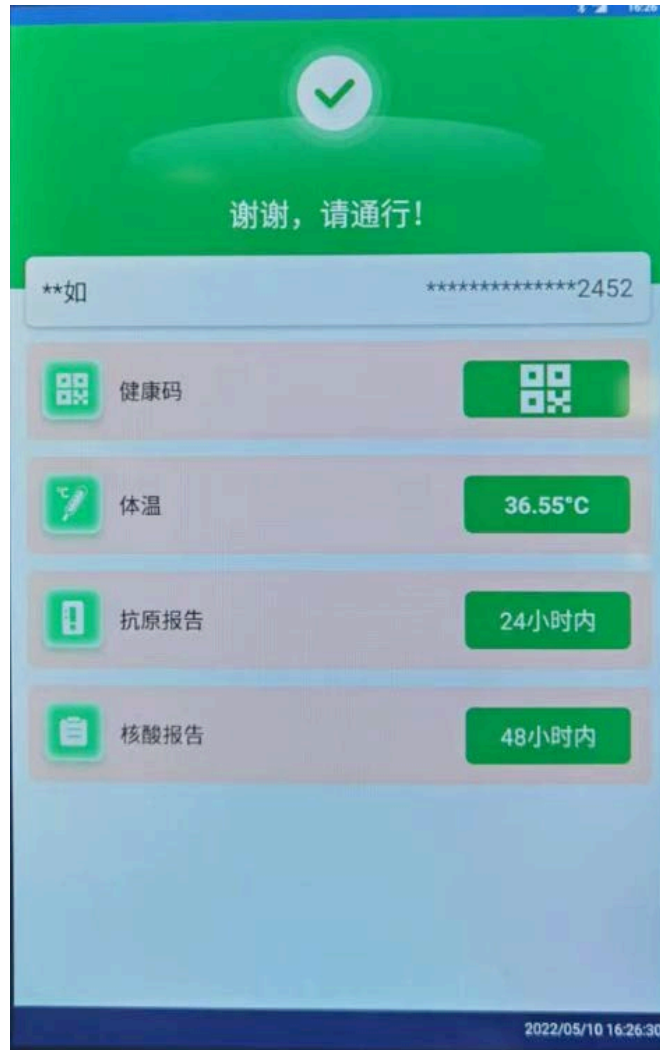 16:26
谢谢，请通行！
**如 **************2452
健康码
℃
体温 36.55°C
抗原报告 24小时内
核酸报告 48小时内
2022/05/10 16:26:30